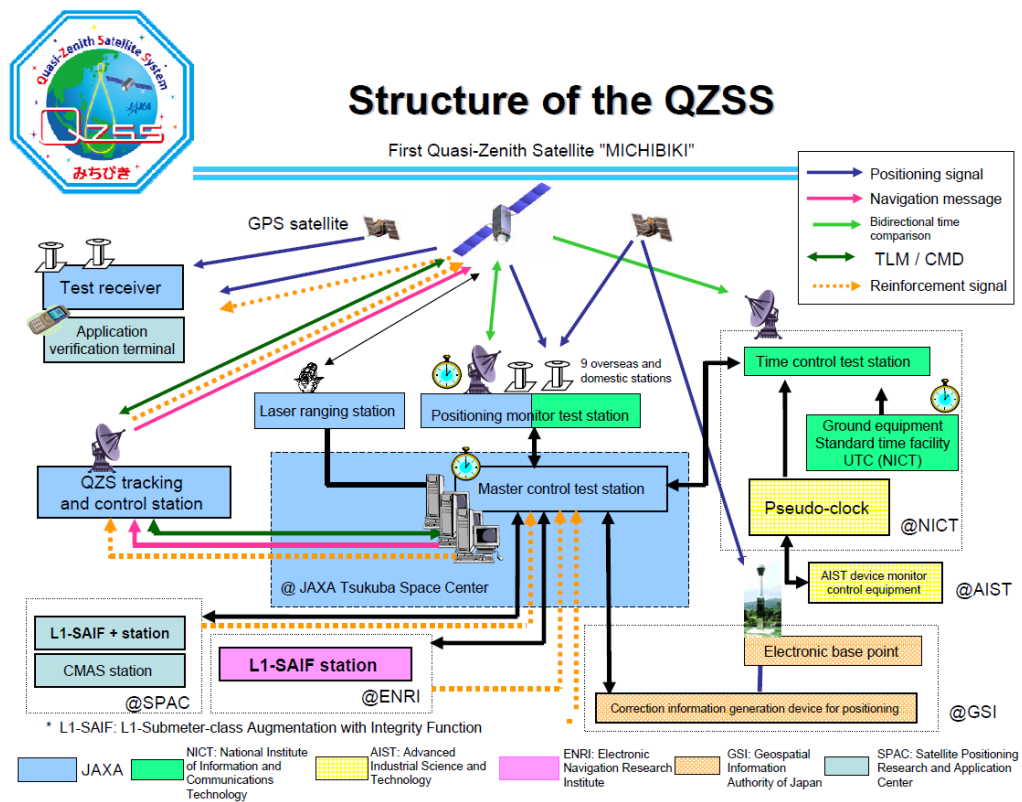 Quasi-Zenith Satellite System
JAXA
QZSS
みちびき
Structure of the QZSS
First Quasi-Zenith Satellite "MICHIBIKI"
Positioning signal
Navigation message
Bidirectional time
comparison
TLM / CMD
Reinforcement signal
GPS satellite
Test receiver
Application
verification terminal
9 overseas and
domestic stations
Time control test station
Laser ranging station
Positioning monitor test station
Ground equipment
Standard time facility
UTC (NICT)
QZS tracking
and control station
Master control test station
Pseudo-clock
@NICT
@ JAXA Tsukuba Space Center
AIST device monitor
control equipment
@AIST
L1-SAIF + station
CMAS station
@SPAC
L1-SAIF station
@ENRI
Electronic base point
Correction information generation device for positioning
@GSI
* L1-SAIF: L1-Submeter-class Augmentation with Integrity Function
JAXA
NICT: National Institute
of Information and
Communications
Technology
AIST: Advanced
Industrial Science and
Technology
ENRI: Electronic
Navigation Research
Institute
GSI: Geospatial
Information
Authority of Japan
SPAC: Satellite Positioning
Research and Application
Center